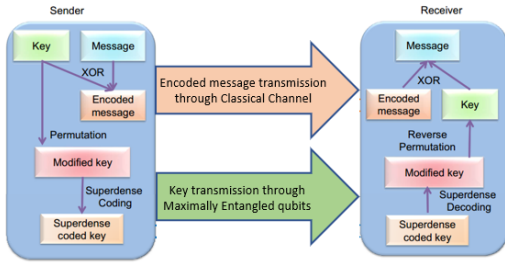 Sender
Key
Message
XOR
Encoded
message
Permutation
Modified key
Superdense
Coding
Superdense
coded key
Encoded message transmission
through Classical Channel
Key transmission through
Maximally Entangled qubits
Receiver
Message
XOR
Encoded
message
Key
Reverse
Permutation
Modified key
Superdense
Decoding
Superdense
coded key